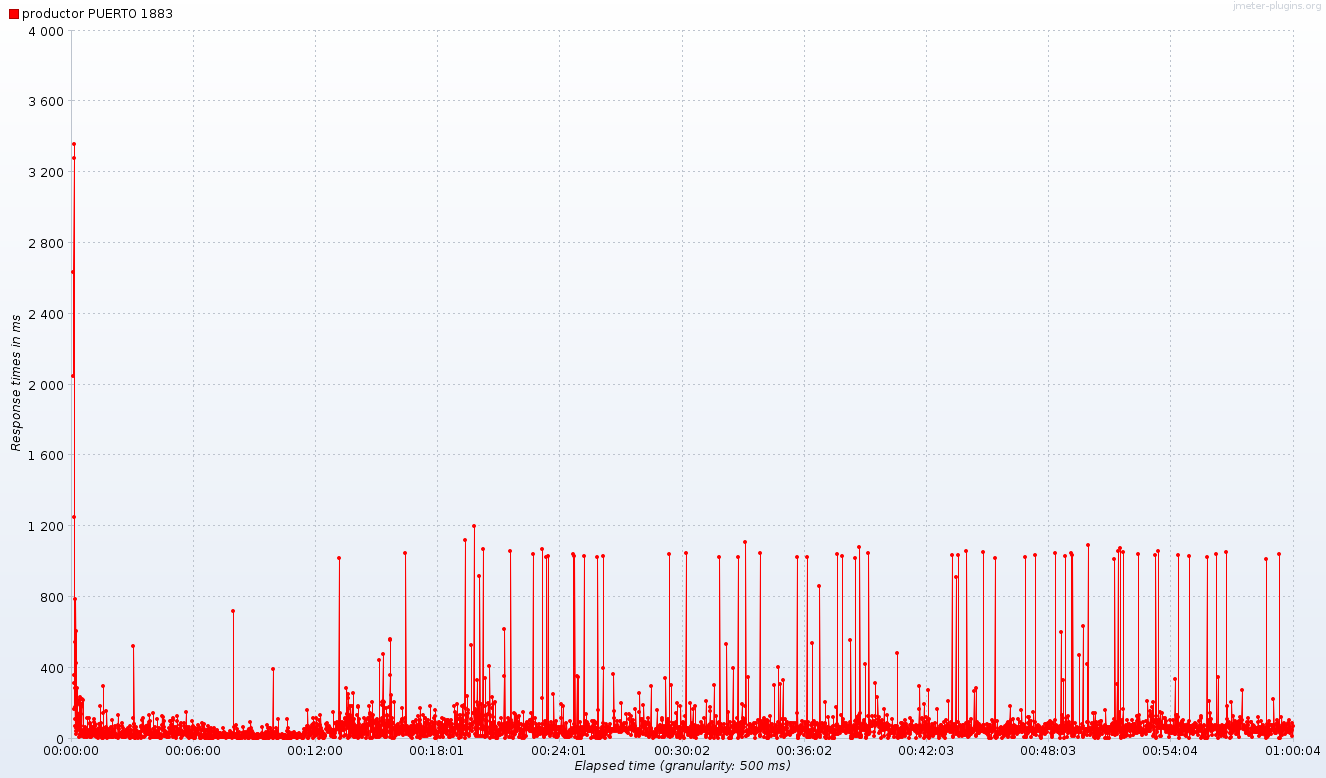 productor PUERTO 1883
jmeter-plugins.org
4 000
3 600
3 200
2 800
2 400
2 000
1 600
1 200
800
400
0
Response times in ms
00:00:00 00:06:00 00:12:00 00:18:01 00:24:01 00:30:02 00:36:02 00:42:03 00:48:03 00:54:04 01:00:04
Elapsed time (granularity: 500 ms)